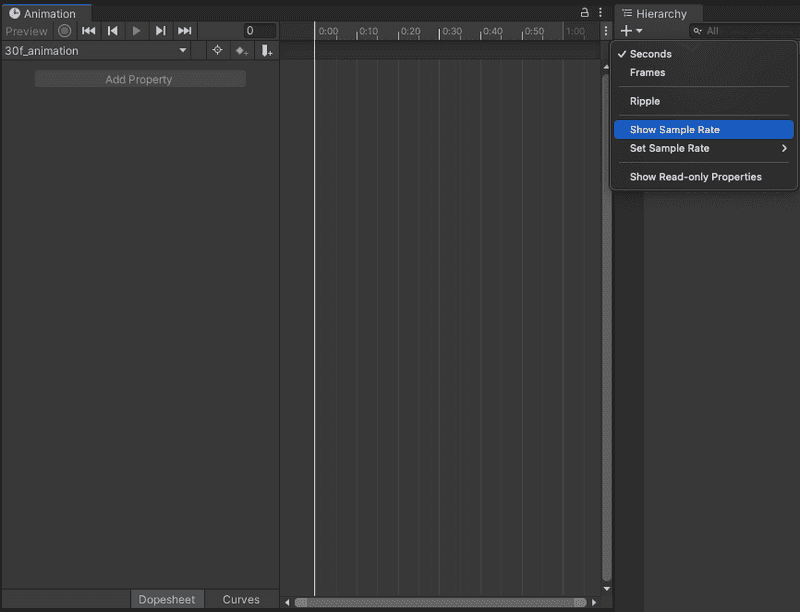 Animation
Hierarchy
Preview
0
0:00
0:10
0:20
0:30
0:40
0:50
1:00
All
30f_animation
Add Property
Seconds
Frames
Ripple
Show Sample Rate
Set Sample Rate
Show Read-only Properties
Dopesheet
Curves